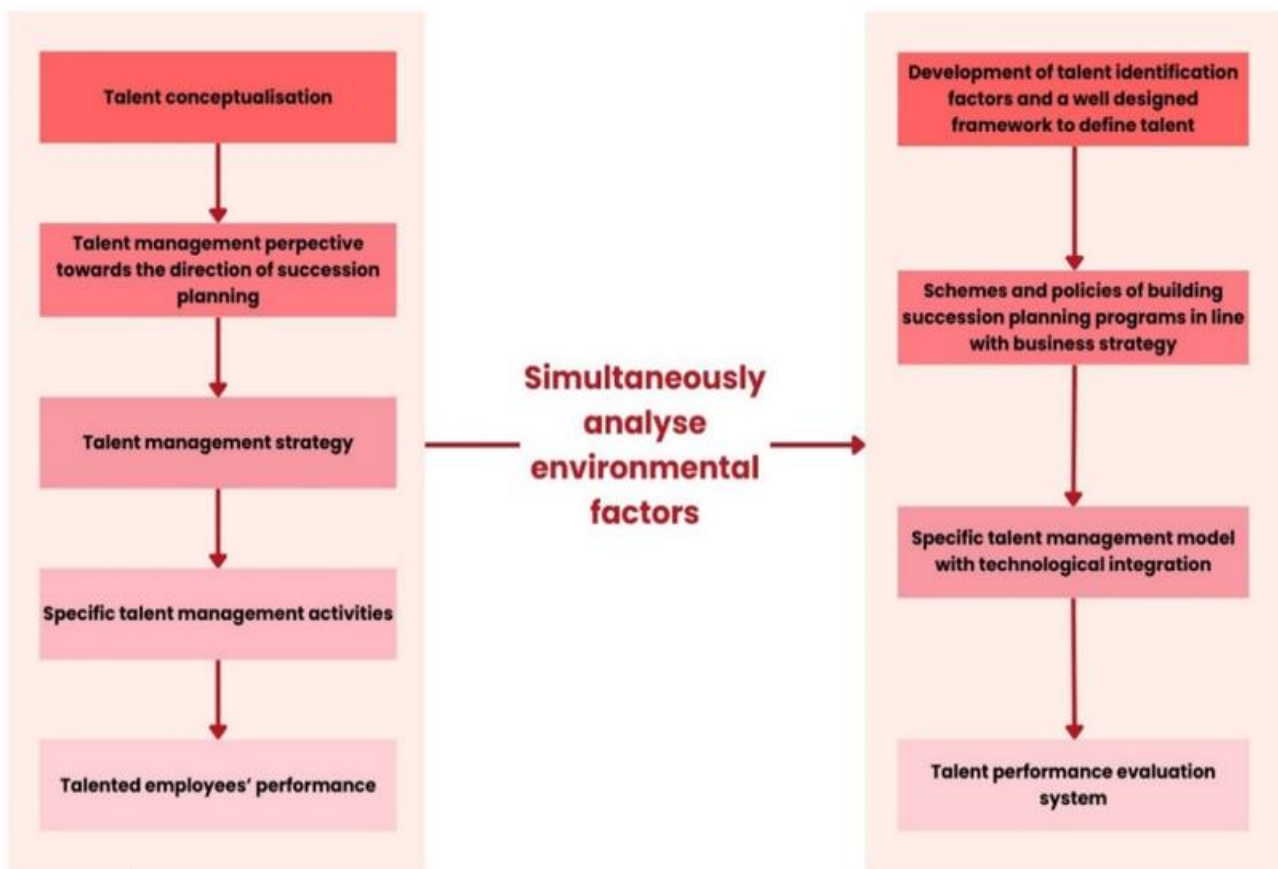 Talent conceptualisation
Talent management perpective
towards the direction of succession
planning
Talent management strategy
Specific talent management activities
Talented employees’ performance
Simultaneously
analyse
environmental
factors
Development of talent identification
factors and a well designed
framework to define talent
Schemes and policies of building
succession planning programs in line
with business strategy
Specific talent management model
with technological integration
Talent performance evaluation
system